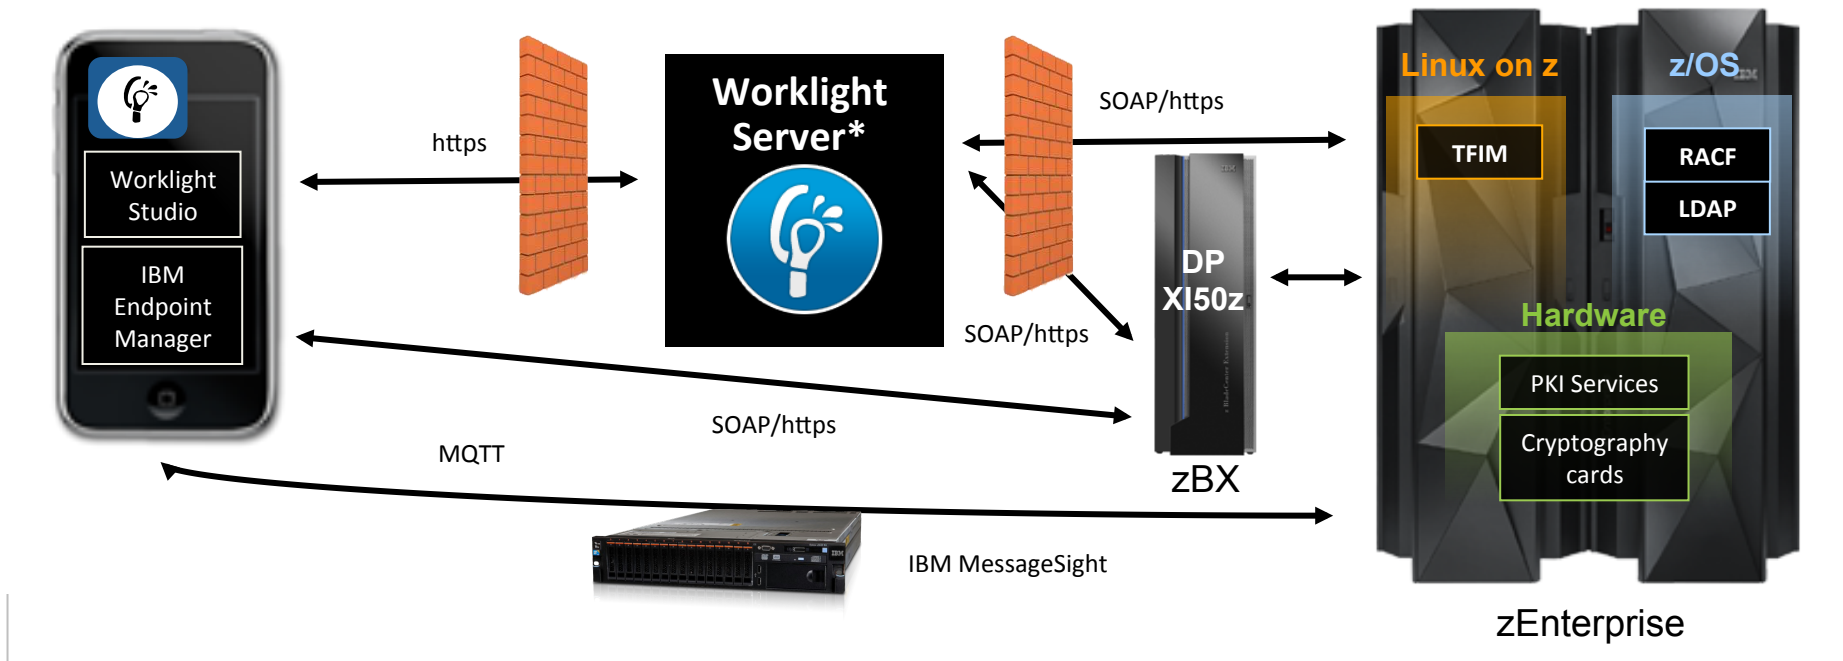 Worklight
Studio
IBM
Endpoint
Manager
https
Worklight
Server*
SOAP/https
SOAP/https
SOAP/https
MQTT
IBM MessageSight
DP
XI50z
zBX
Linux on z
TFIM
z/OS
IBM
RACF
LDAP
Hardware
PKI Services
Cryptography
cards
zEnterprise